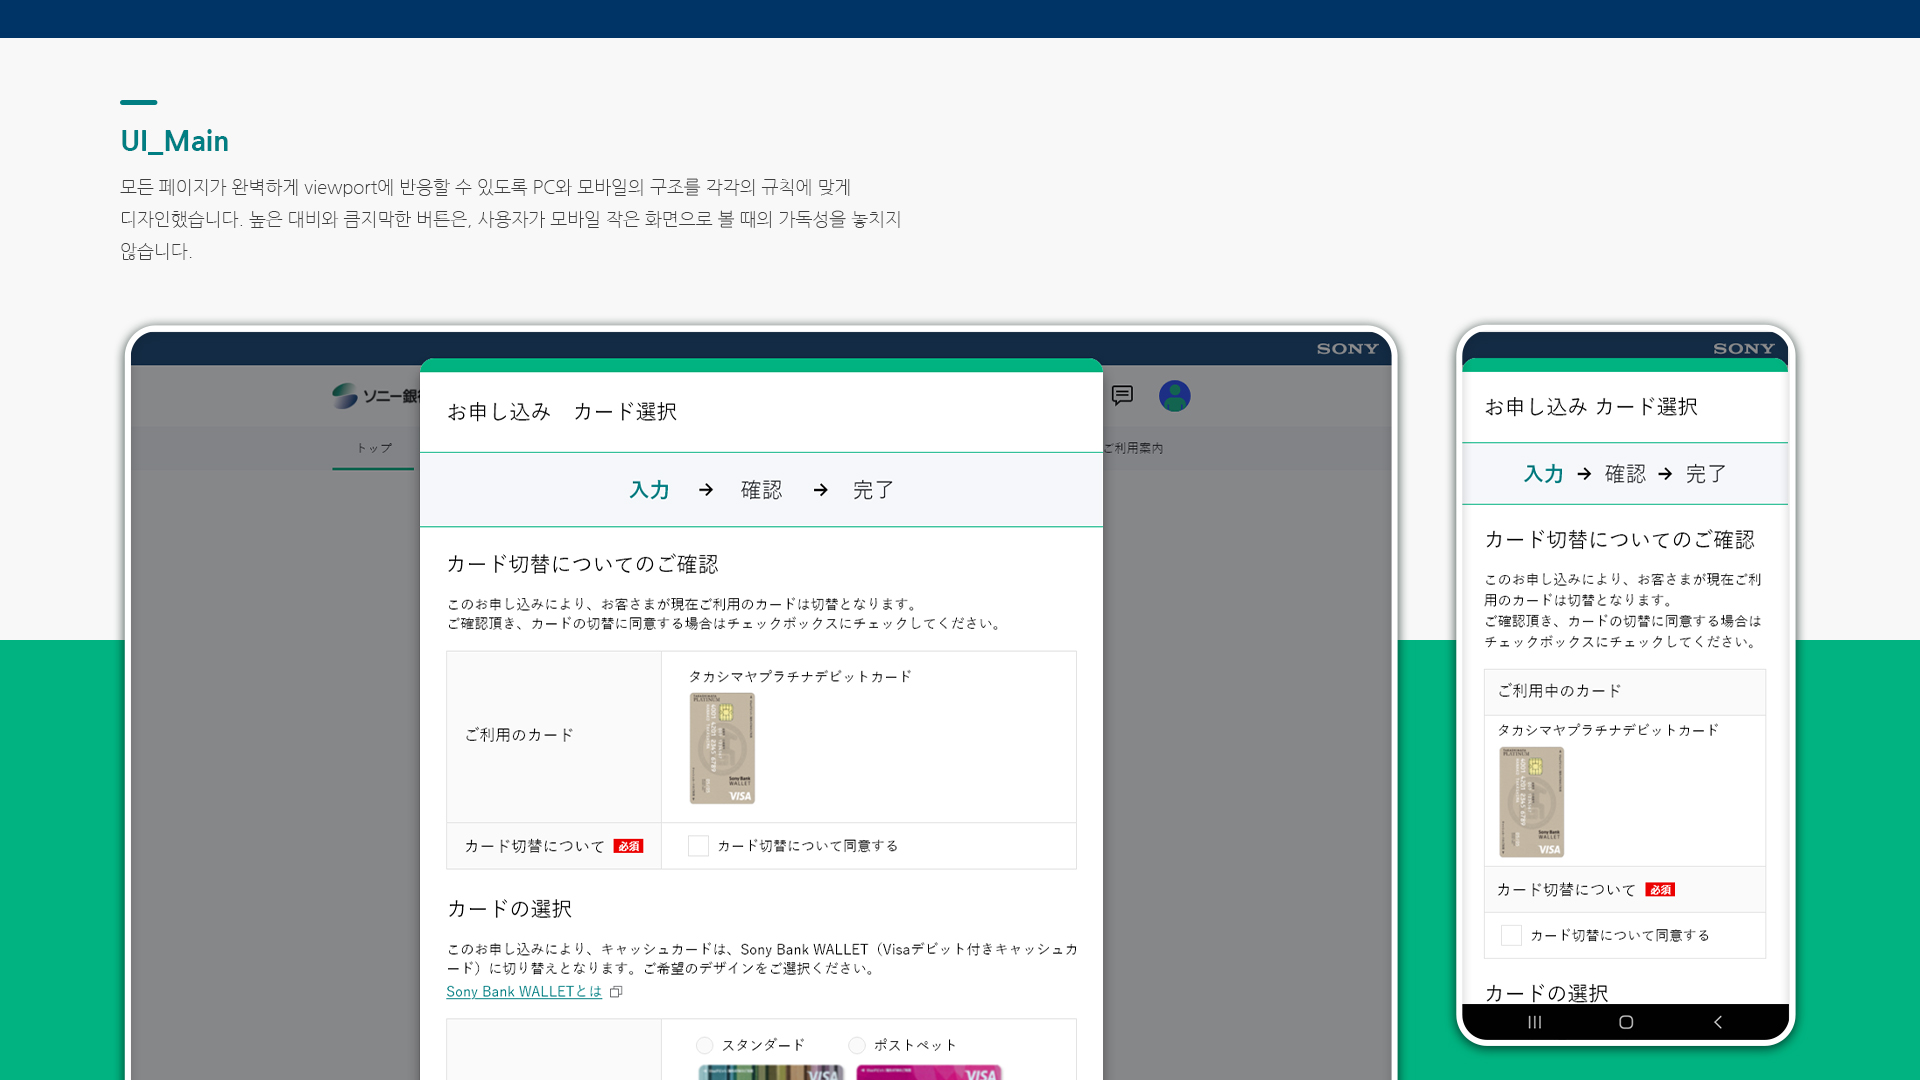 UI_Main
모든 페이지가 완벽하게 viewport에 반응할 수 있도록 PC와 모바일의 구조를 각각의 규칙에 맞게
디자인했습니다. 높은 대비와 큼지막한 버튼은, 사용자가 모바일 작은 화면으로 볼 때의 가독성을 놓치지
않습니다.
SONY
ソニー銀
トップ
ご利用案内
お申し込み カード選択
入力 → 確認 → 完了
カード切替についてのご確認
このお申し込みにより、お客さまが現在ご利用のカードは切替となります。
ご確認頂き、カードの切替に同意する場合はチェックボックスにチェックしてください。
タカシマヤプラチナデビットカード
ご利用のカード
PLATINUM
Sony Bank
WALLET
VISA
カード切替について 必須
カード切替について同意する
カードの選択
このお申し込みにより、キャッシュカードは、Sony Bank WALLET（Visaデビット付きキャッシュカ
ード）に切り替えとなります。ご希望のデザインをご選択ください。
Sony Bank WALLETとは
スタンダード
ポストペット
VISA
VISA
SONY
お申し込み カード選択
入力 → 確認 → 完了
カード切替についてのご確認
このお申し込みにより、お客さまが現在ご利
用のカードは切替となります。
ご確認頂き、カードの切替に同意する場合は
チェックボックスにチェックしてください。
ご利用中のカード
タカシマヤプラチナデビットカード
PLATINUM
Sony Bank
WALLET
VISA
カード切替について 必須
カード切替について同意する
カードの選択